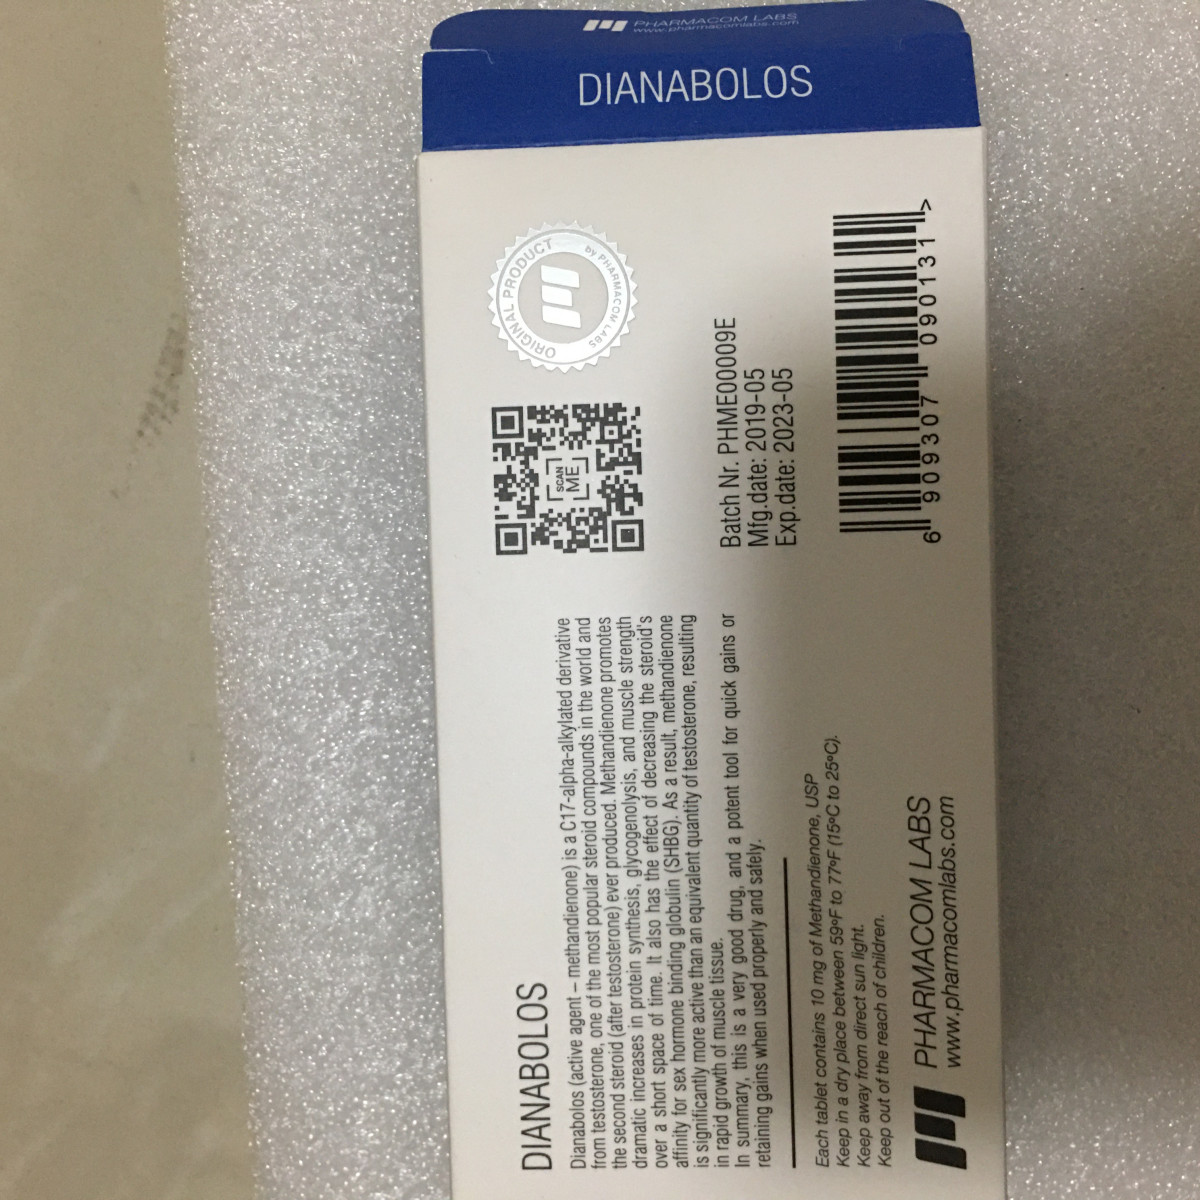 PHARMACOM LABS
www.pharmacomlabs.com
DIANABOLOS
ORIGINAL PRODUCT
by PHARMACOM LABS
SCAN
ME
DIANABOLOS
Dianabolos (active agent – methandienone) is a C17-alpha-alkylated derivative
from testosterone, one of the most popular steroid compounds in the world and
the second steroid (after testosterone) ever produced. Methandienone promotes
dramatic increases in protein synthesis, glycogenolysis, and muscle strength
over a short space of time. It also has the effect of decreasing the steroid's
affinity for sex hormone binding globulin (SHBG). As a result, methandienone
is significantly more active than an equivalent quantity of testosterone, resulting
in rapid growth of muscle tissue.
In summary, this is a very good drug, and a potent tool for quick gains or
retaining gains when used properly and safely.
Batch Nr. PHME00009E
Mfg.date: 2019-05
Exp.date: 2023-05
Each tablet contains 10 mg of Methandienone, USP
Keep in a dry place between 59ºF to 77ºF (15ºC to 25ºC).
Keep away from direct sun light.
Keep out of the reach of children.
PHARMACOM LABS
www.pharmacomlabs.com
6 909307 090131 >